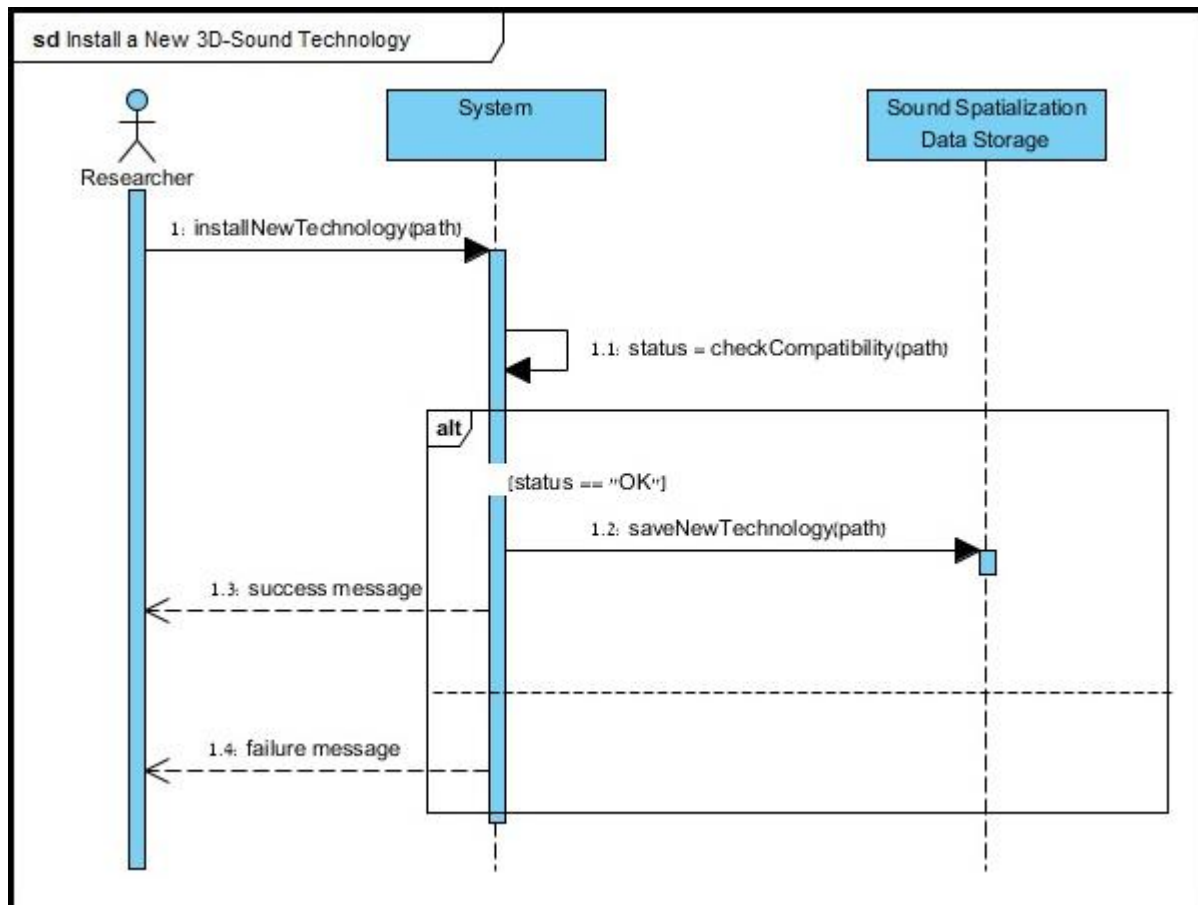 sd Install a New 3D-Sound Technology
System
Sound Spatialization
Data Storage
Researcher
1: installNewTechnology(path)
1.1: status = checkCompatibility(path)
alt
[status == "OK"]
1.2: saveNewTechnology(path)
1.3: success message
1.4: failure message